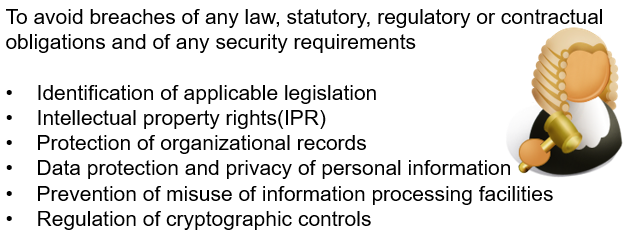 To avoid breaches of any law, statutory, regulatory or contractual
obligations and of any security requirements
• Identification of applicable legislation
• Intellectual property rights(IPR)
• Protection of organizational records
• Data protection and privacy of personal information
• Prevention of misuse of information processing facilities
• Regulation of cryptographic controls